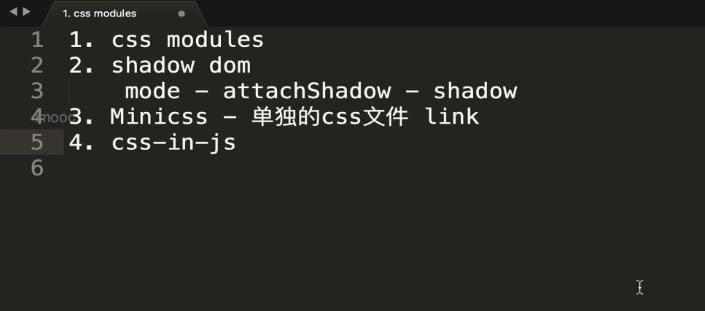 1. css modules
1 1. css modules
2 2. shadow dom
3 mode - attachShadow - shadow
4 3. Minicss - 单独的css文件 link
5 4. css-in-js
6